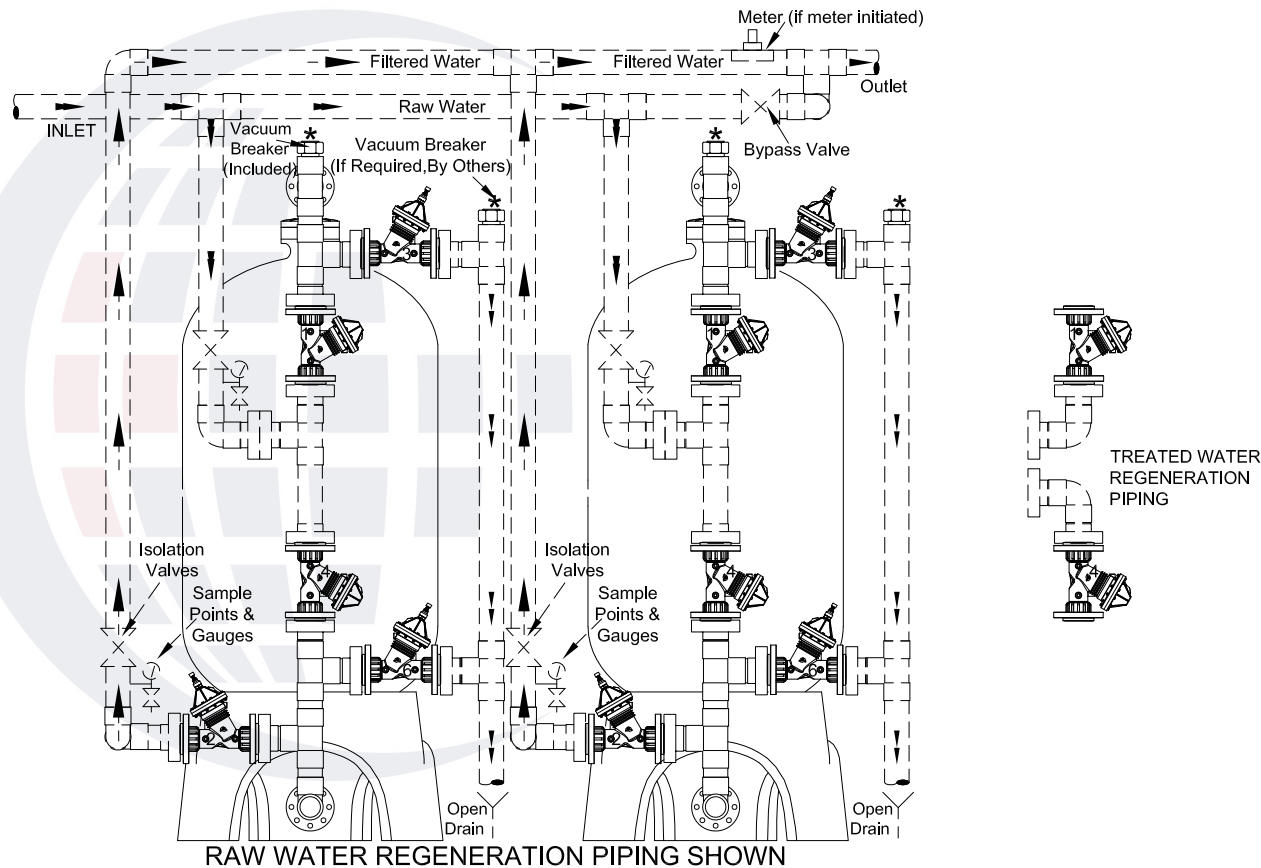 Meter (if meter initiated)
Filtered Water
Filtered Water
Outlet
Raw Water
INLET
Bypass Valve
Vacuum
Breaker
(Included)
*
Vacuum Breaker
(If Required,By Others)
*
*
*
Isolation
Valves
Sample
Points &
Gauges
Isolation
Valves
Sample
Points &
Gauges
TREATED WATER
REGENERATION
PIPING
Open
Drain
Open
Drain
RAW WATER REGENERATION PIPING SHOWN